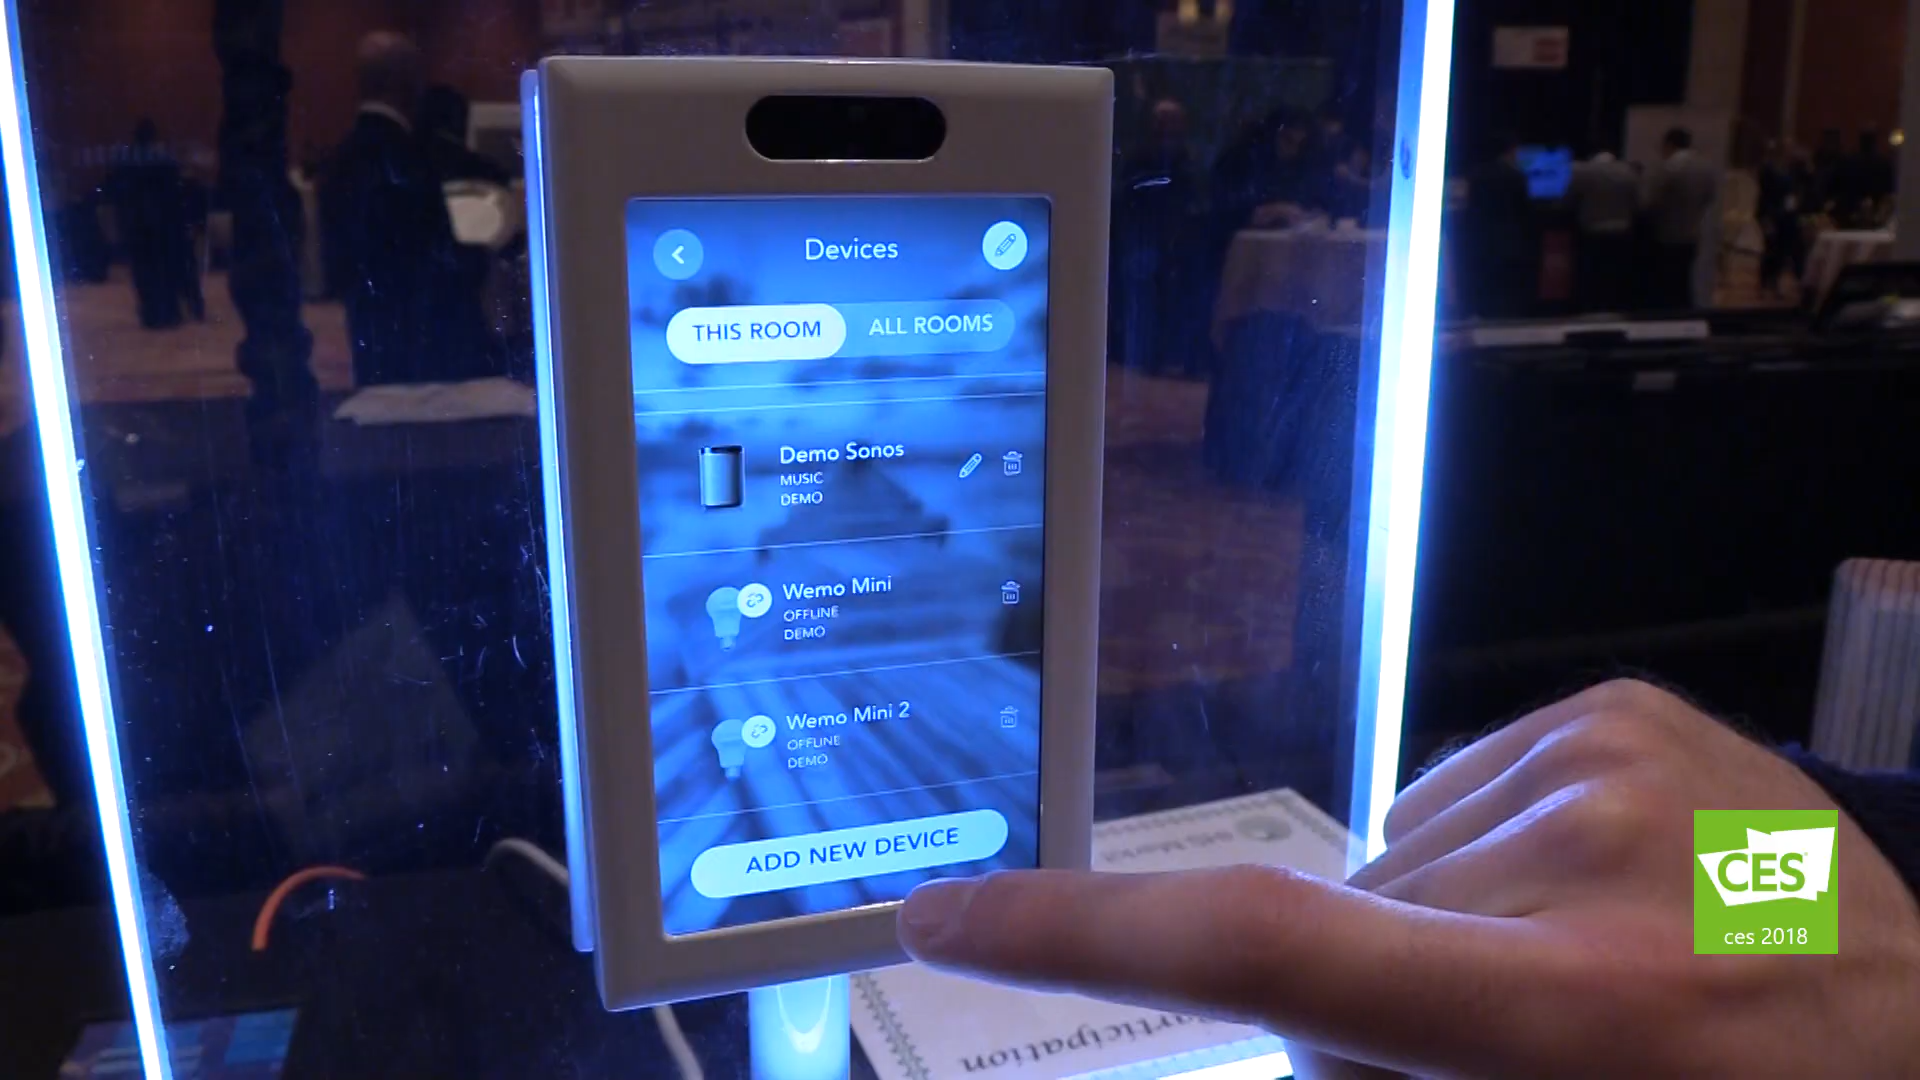 Devices
THIS ROOM
ALL ROOMS
Demo Sonos
MUSIC
DEMO
Wemo Mini
OFFLINE
DEMO
Wemo Mini 2
OFFLINE
DEMO
ADD NEW DEVICE
Participation
CES
ces 2018